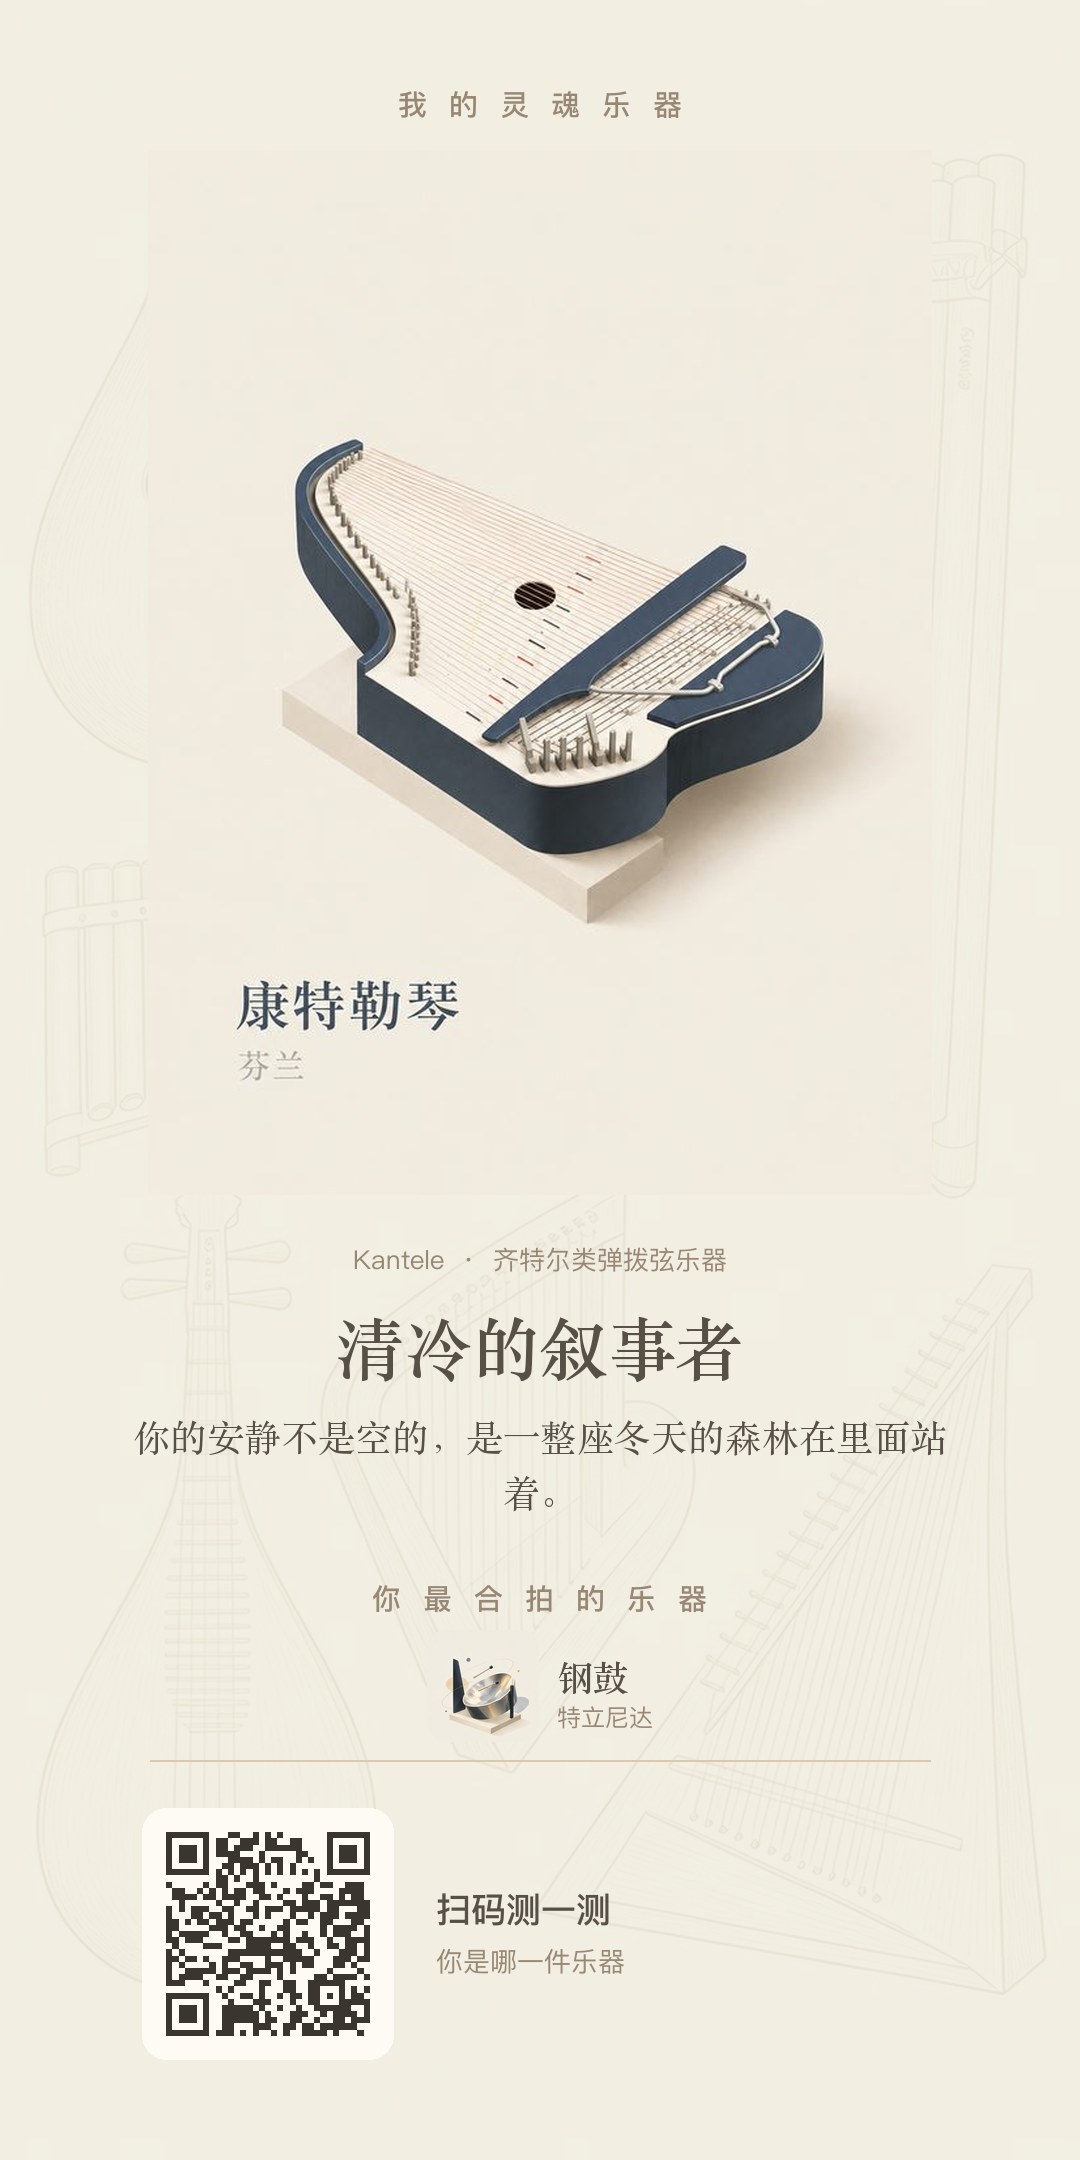 我的灵魂乐器
康特勒琴
芬兰
Kantele · 齐特尔类弹拨弦乐器
清冷的叙事者
你的安静不是空的，是一整座冬天的森林在里面站
着。
你最合拍的乐器
钢鼓
特立尼达
扫码测一测
你是哪一件乐器